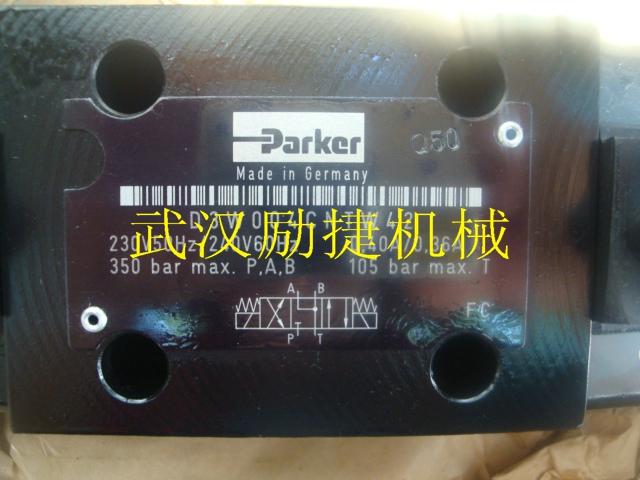 Parker
Q50
Made in Germany
武汉励捷机械
350 bar max. P,A,B
105 bar max. T
A B
P T T
FC